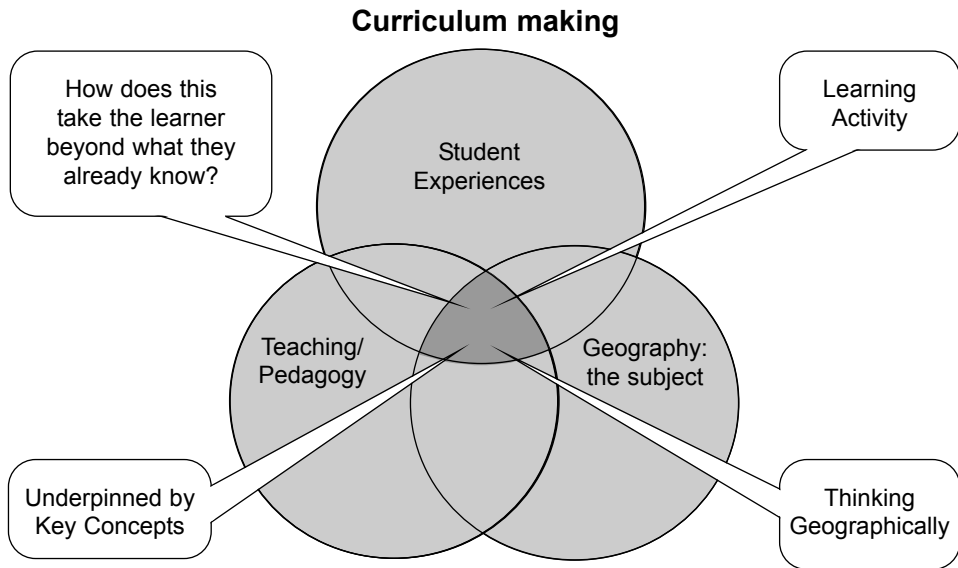 Curriculum making
How does this
take the learner
beyond what they
already know?
Learning
Activity
Student
Experiences
Teaching/
Pedagogy
Geography:
the subject
Underpinned by
Key Concepts
Thinking
Geographically